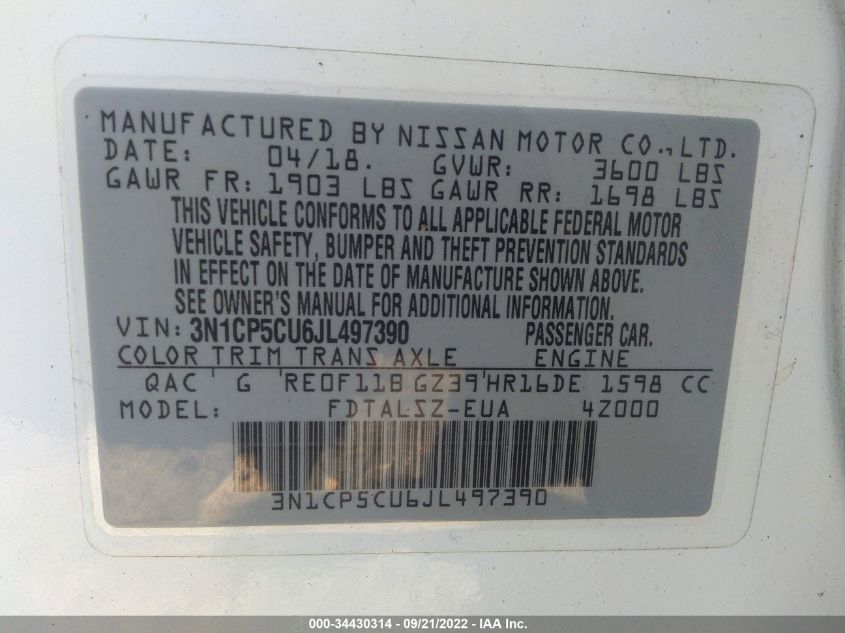 MANUFACTURED BY NISSAN MOTOR CO., LTD.
DATE: 04/18. GVWR: 3600 LBS
GAWR FR: 1903 LBS GAWR RR: 1698 LBS
THIS VEHICLE CONFORMS TO ALL APPLICABLE FEDERAL MOTOR
VEHICLE SAFETY, BUMPER AND THEFT PREVENTION STANDARDS
IN EFFECT ON THE DATE OF MANUFACTURE SHOWN ABOVE.
SEE OWNER'S MANUAL FOR ADDITIONAL INFORMATION.
VIN: 3N1CP5CU6JL497390 PASSENGER CAR.
COLOR TRIM TRANS AXLE ENGINE
QAC ' G 'RE0F11B GZ39'HR16DE 1598 CC
MODEL: FDTALSZ-EUA 4Z000
3N1CP5CU6JL497390
000-34430314 - 09/21/2022 - IAA Inc.